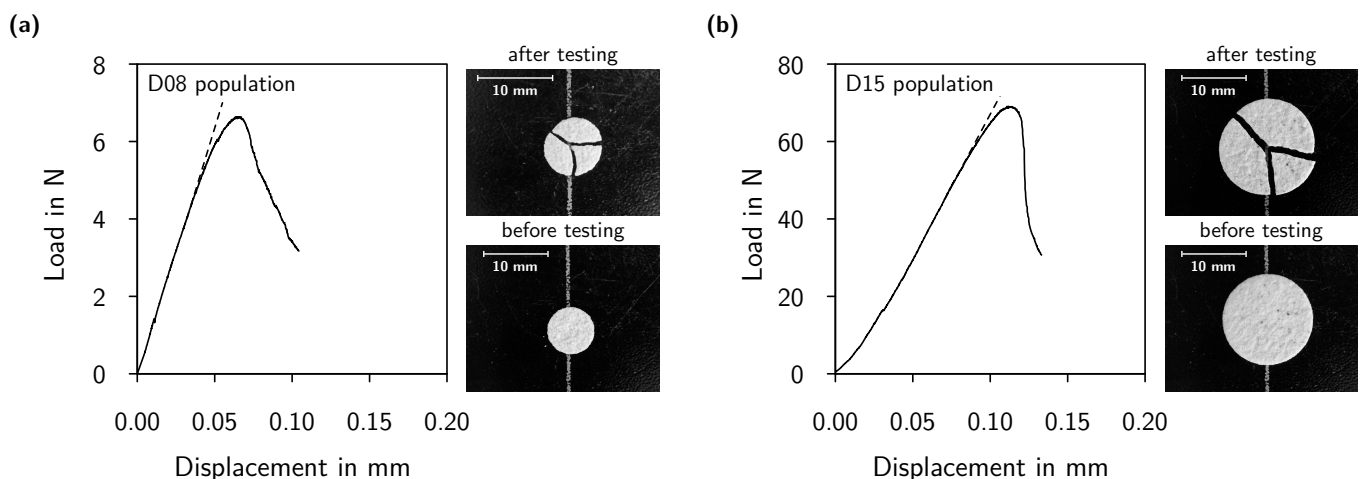 (a)
D08 population
Load in N
8
6
4
2
0
0.00 0.05 0.10 0.15 0.20
Displacement in mm
after testing
10 mm
before testing
10 mm
(b)
D15 population
Load in N
80
60
40
20
0
0.00 0.05 0.10 0.15 0.20
Displacement in mm
after testing
10 mm
before testing
10 mm